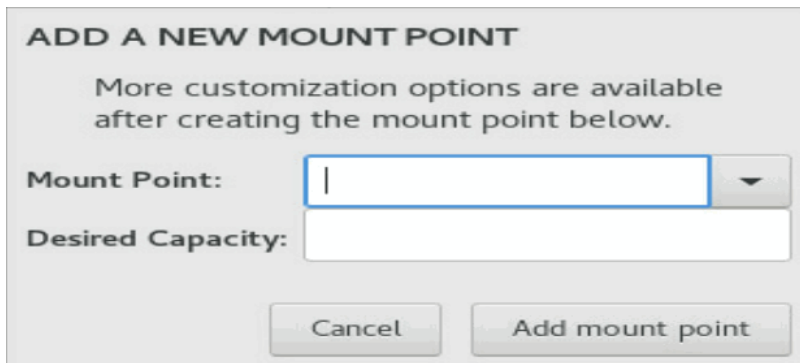 ADD A NEW MOUNT POINT
More customization options are available
after creating the mount point below.
Mount Point:
Desired Capacity:
Cancel Add mount point